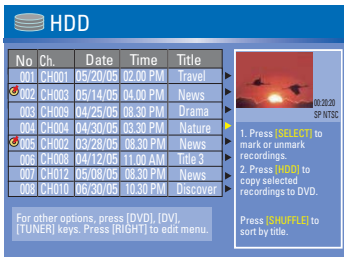 HDD
No Ch. Date Time Title
001 CH001 05/20/05 02.00 PM Travel
002 CH003 05/14/05 04.00 PM News
003 CH009 04/25/05 08.30 PM Drama
004 CH004 04/30/05 03.30 PM Nature
005 CH002 03/28/05 08.30 PM News
006 CH008 04/12/05 11.00 AM Title 3
007 CH012 05/08/05 08.30 PM News
008 CH010 06/30/05 10.30 PM Discover
00:20:20
SP NTSC
1. Press [SELECT] to
mark or unmark
recordings.
2. Press [HDD] to
copy selected
recordings to DVD.
Press [SHUFFLE] to
sort by title.
For other options, press [DVD], [DV],
[TUNER] keys. Press [RIGHT] to edit menu.